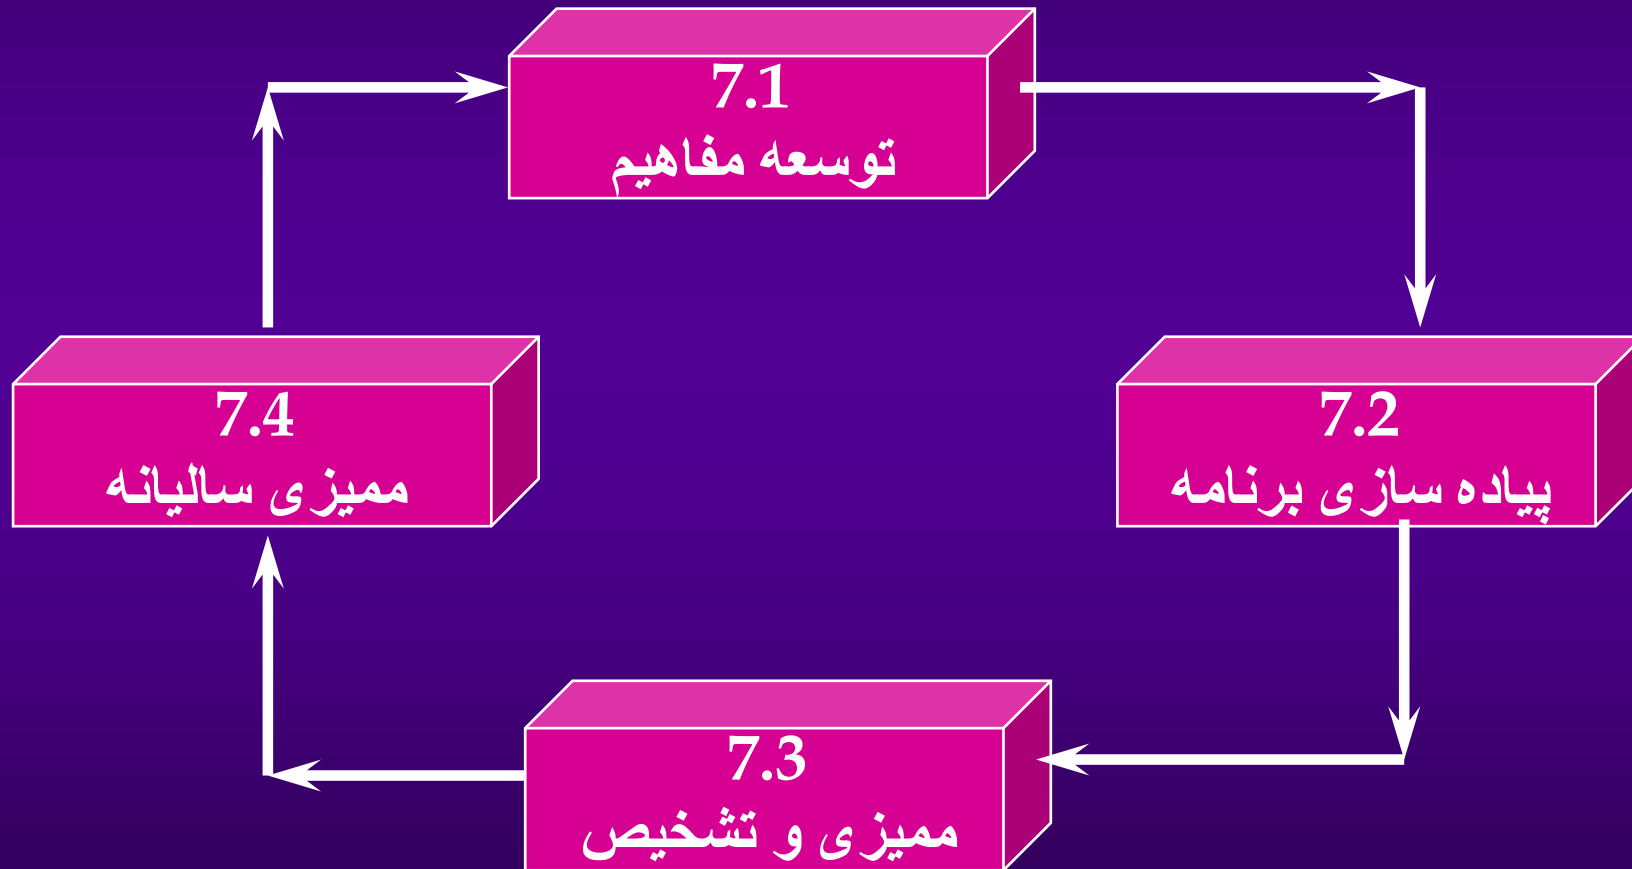 7.1
توسعه مفاهیم
7.2
پیاده سازی برنامه
7.3
ممیزی و تشخیص
7.4
ممیزی سالیانه